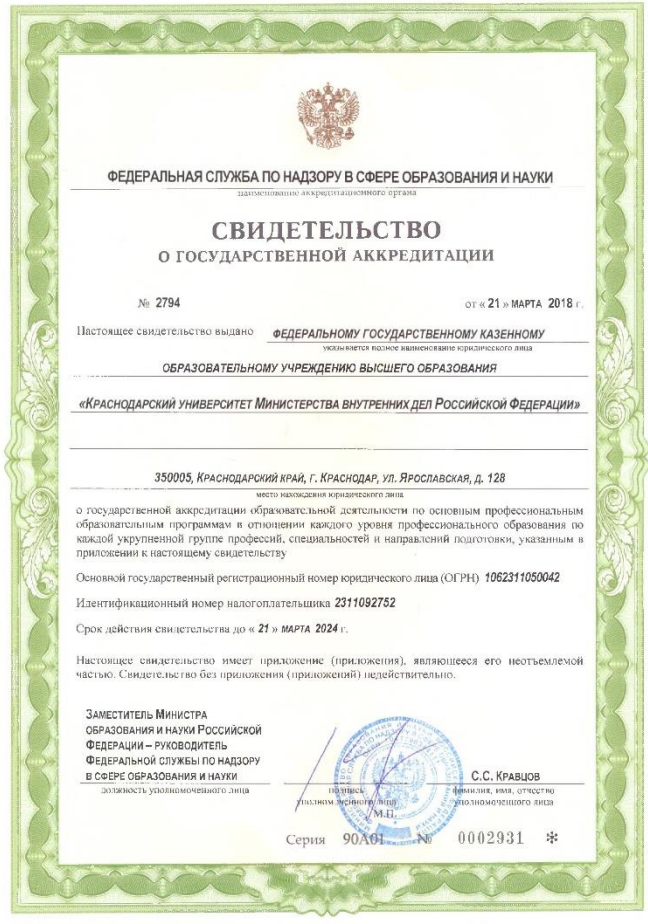 ФЕДЕРАЛЬНАЯ СЛУЖБА ПО НАДЗОРУ В СФЕРЕ ОБРАЗОВАНИЯ И НАУКИ
наименование аккредитационного органа
СВИДЕТЕЛЬСТВО
О ГОСУДАРСТВЕННОЙ АККРЕДИТАЦИИ
№ 2794 от « 21 » МАРТА 2018 г.
Настоящее свидетельство выдано ФЕДЕРАЛЬНОМУ ГОСУДАРСТВЕННОМУ КАЗЕННОМУ
указывается полное наименование юридического лица
ОБРАЗОВАТЕЛЬНОМУ УЧРЕЖДЕНИЮ ВЫСШЕГО ОБРАЗОВАНИЯ
«КРАСНОДАРСКИЙ УНИВЕРСИТЕТ МИНИСТЕРСТВА ВНУТРЕННИХ ДЕЛ РОССИЙСКОЙ ФЕДЕРАЦИИ»
350005, КРАСНОДАРСКИЙ КРАЙ, Г. КРАСНОДАР, УЛ. ЯРОСЛАВСКАЯ, Д. 128
место нахождения юридического лица
о государственной аккредитации образовательной деятельности по основным профессиональным
образовательным программам в отношении каждого уровня профессионального образования по
каждой укрупненной группе профессий, специальностей и направлений подготовки, указанным в
приложении к настоящему свидетельству
Основной государственный регистрационный номер юридического лица (ОГРН) 1062311050042
Идентификационный номер налогоплательщика 2311092752
Срок действия свидетельства до « 21 » МАРТА 2024 г.
Настоящее свидетельство имеет приложение (приложения), являющееся его неотъемлемой
частью. Свидетельство без приложения (приложений) недействительно.
ЗАМЕСТИТЕЛЬ МИНИСТРА
ОБРАЗОВАНИЯ И НАУКИ РОССИЙСКОЙ
ФЕДЕРАЦИИ – РУКОВОДИТЕЛЬ
ФЕДЕРАЛЬНОЙ СЛУЖБЫ ПО НАДЗОРУ
В СФЕРЕ ОБРАЗОВАНИЯ И НАУКИ
С.С. КРАВЦОВ
должность уполномоченного лица
подпись
уполномоченного лица
фамилия, имя, отчество
уполномоченного лица
М.П.
Серия 90А01 № 0002931 *